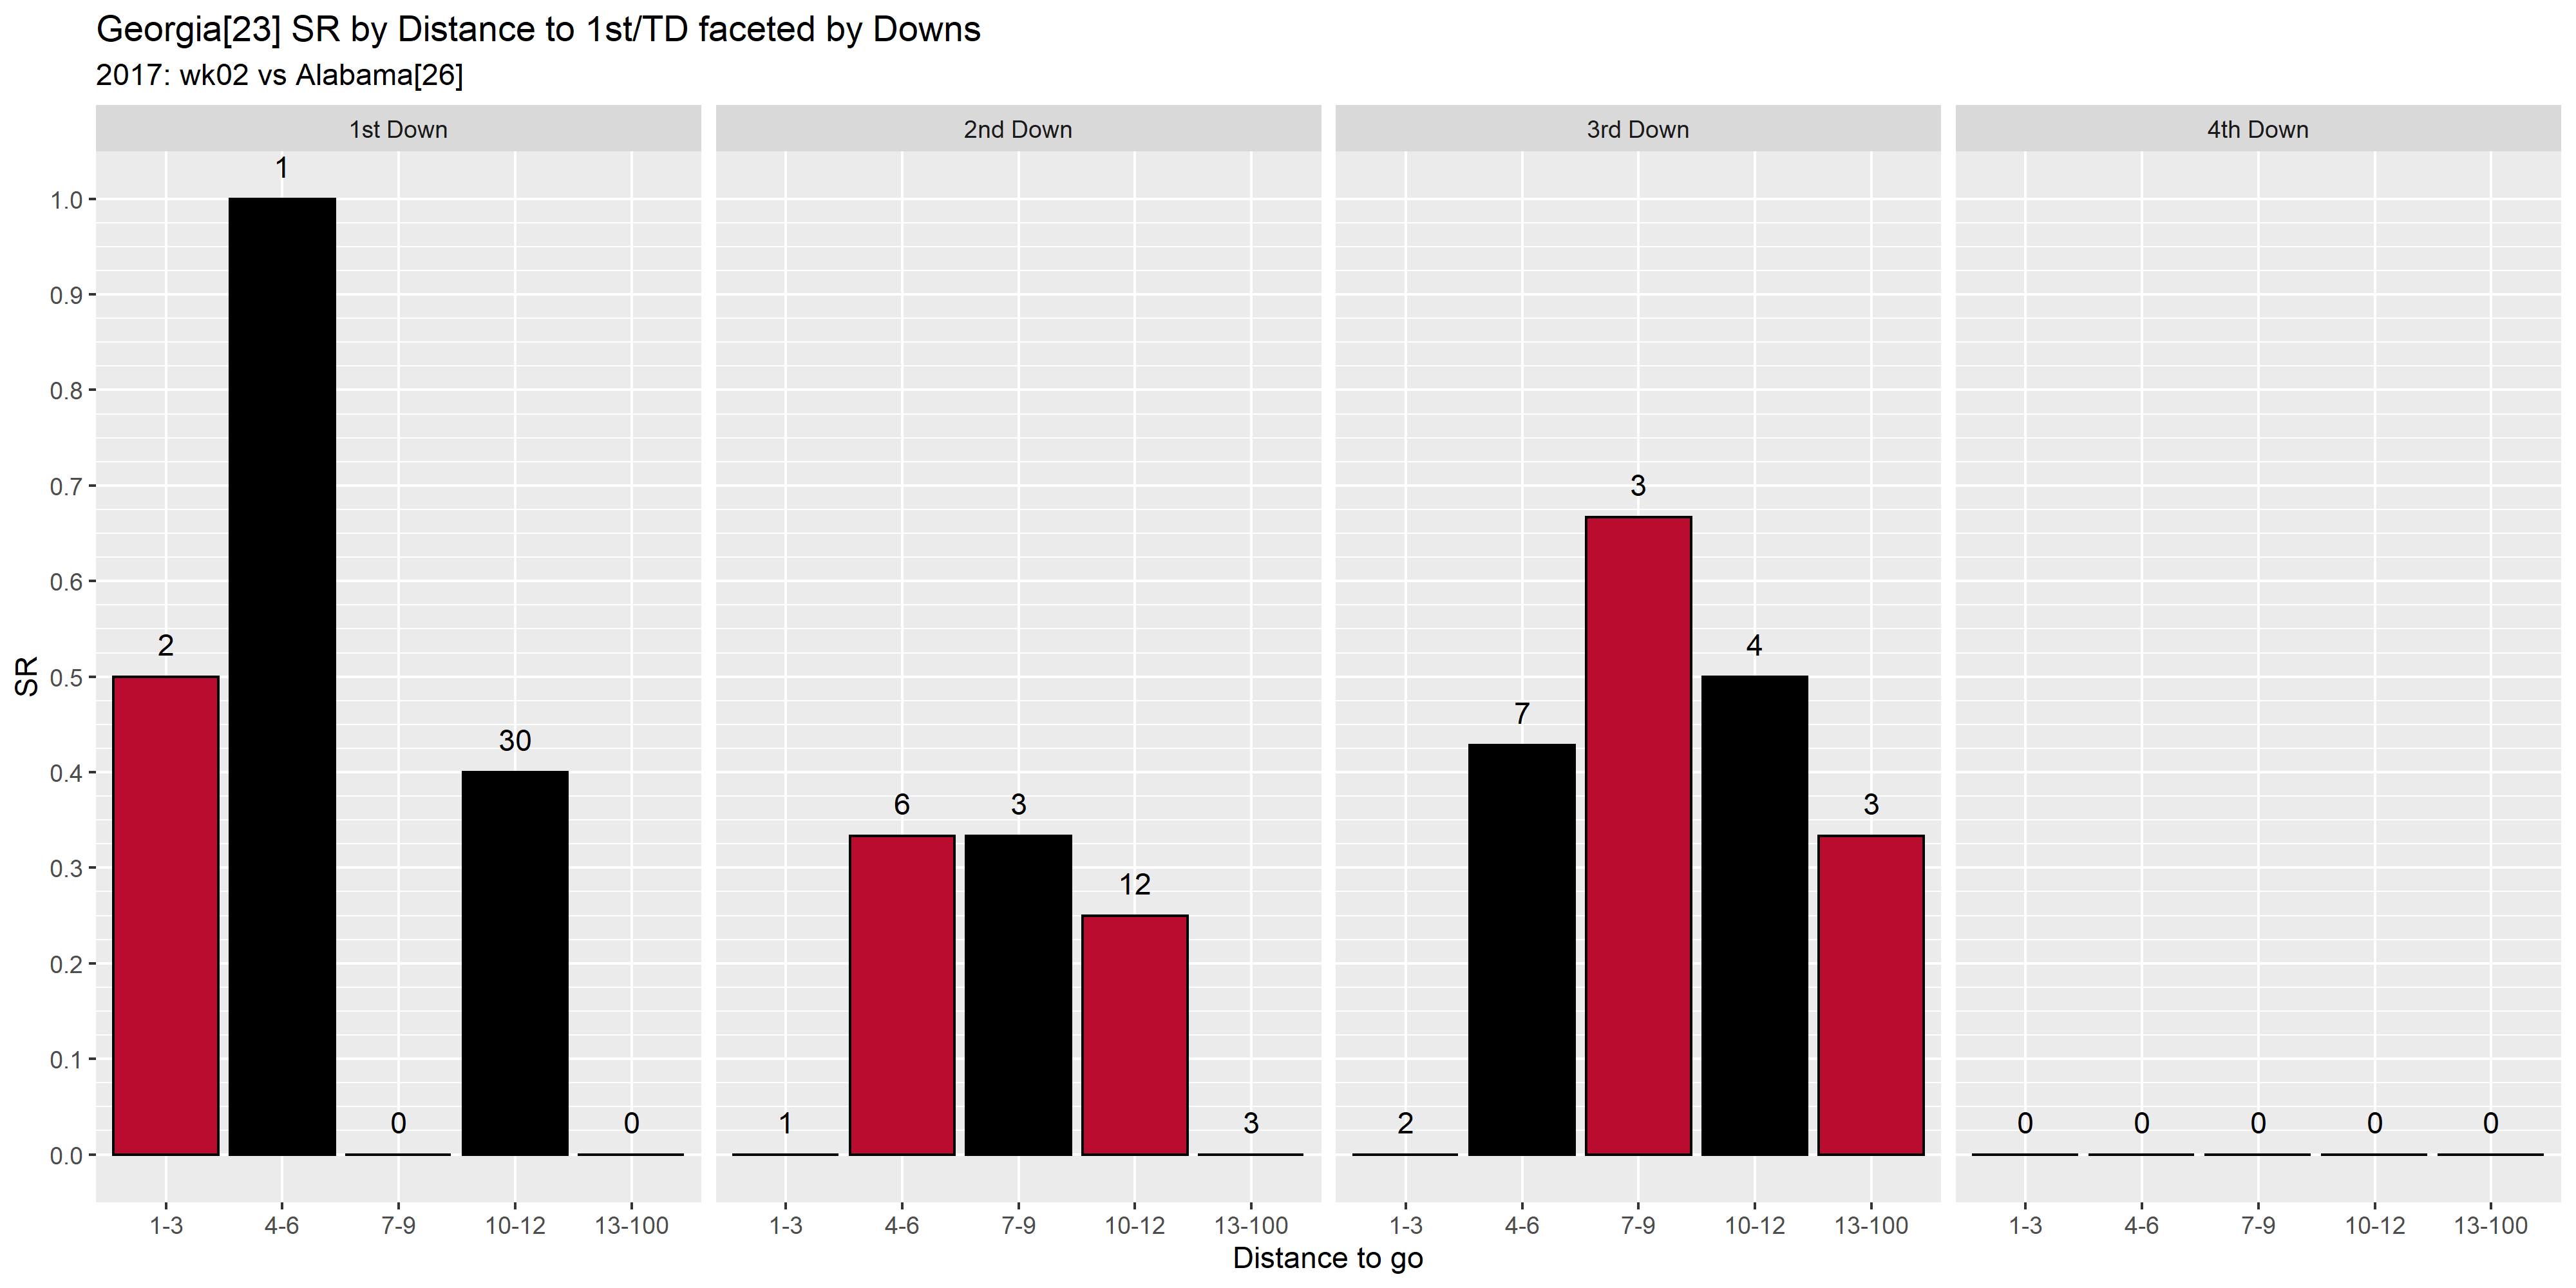 Georgia[23] SR by Distance to 1st/TD faceted by Downs
2017: wk02 vs Alabama[26]
1st Down
2nd Down
3rd Down
4th Down
SR
1.0
0.9
0.8
0.7
0.6
0.5
0.4
0.3
0.2
0.1
0.0
2
1
0
30
0
1
6
3
12
3
2
7
3
4
3
0
0
0
0
0
1-3 4-6 7-9 10-12 13-100
1-3 4-6 7-9 10-12 13-100
1-3 4-6 7-9 10-12 13-100
1-3 4-6 7-9 10-12 13-100
Distance to go